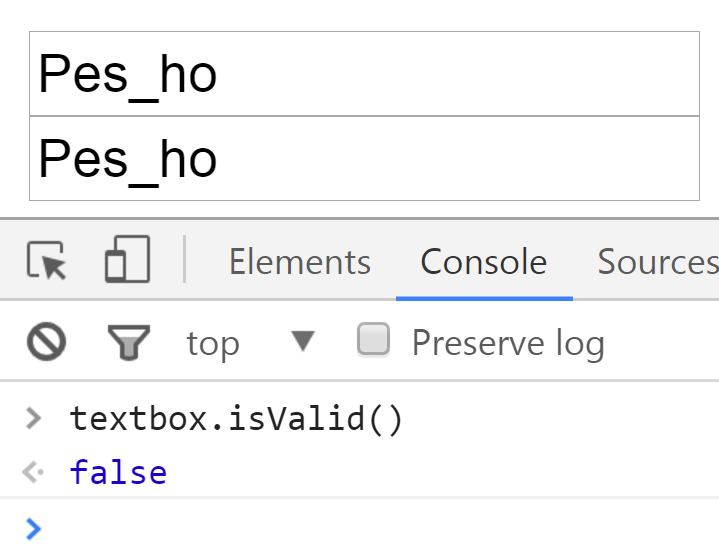 Pes_ho
Pes_ho
Elements Console Sources
top Preserve log
textbox.isValid()
false